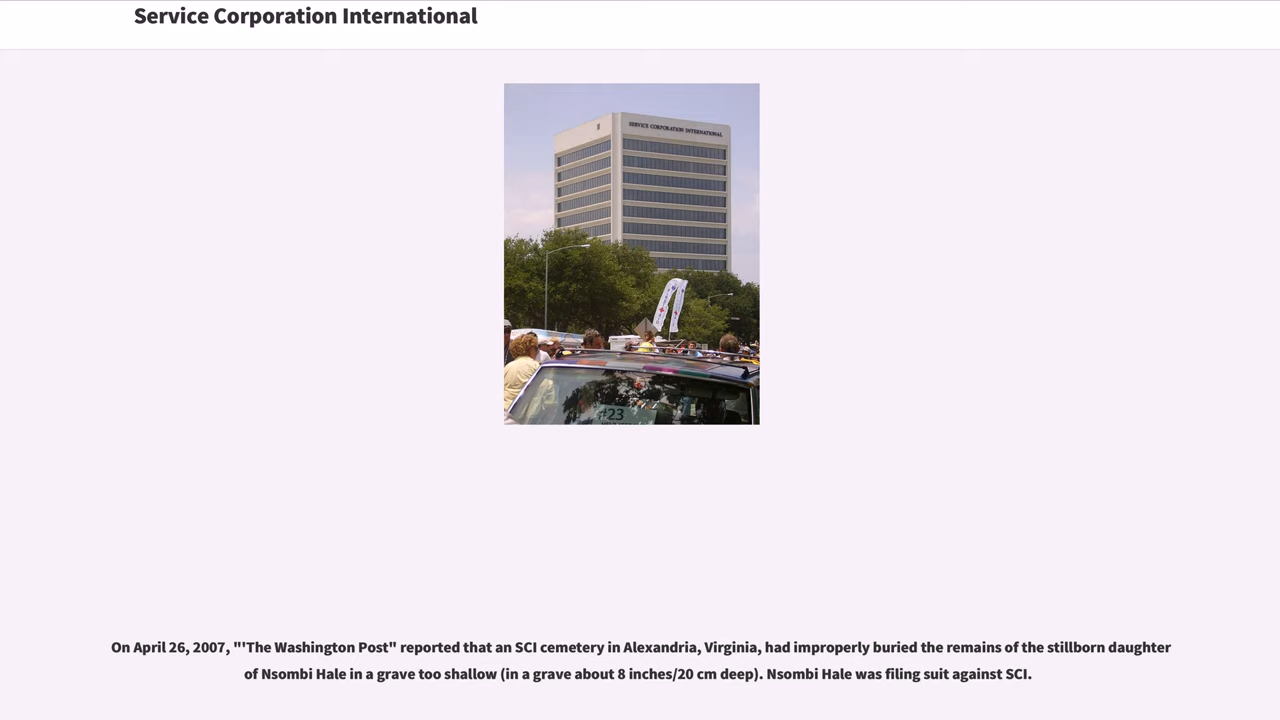 Service Corporation International
SERVICE CORPORATION INTERNATIONAL
#23
On April 26, 2007, "'The Washington Post" reported that an SCI cemetery in Alexandria, Virginia, had improperly buried the remains of the stillborn daughter
of Nsombi Hale in a grave too shallow (in a grave about 8 inches/20 cm deep). Nsombi Hale was filing suit against SCI.